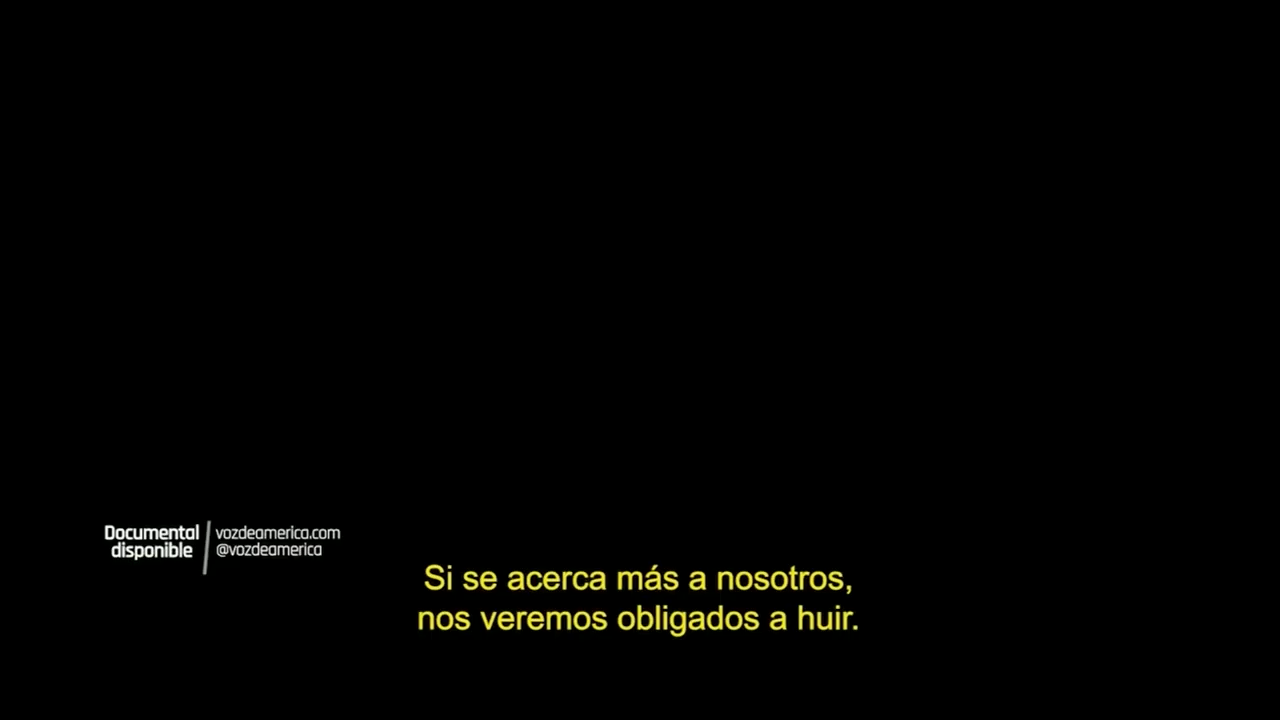 Documental
disponible
vozdeamerica.com
@vozdeamerica
Si se acerca más a nosotros,
nos veremos obligados a huir.